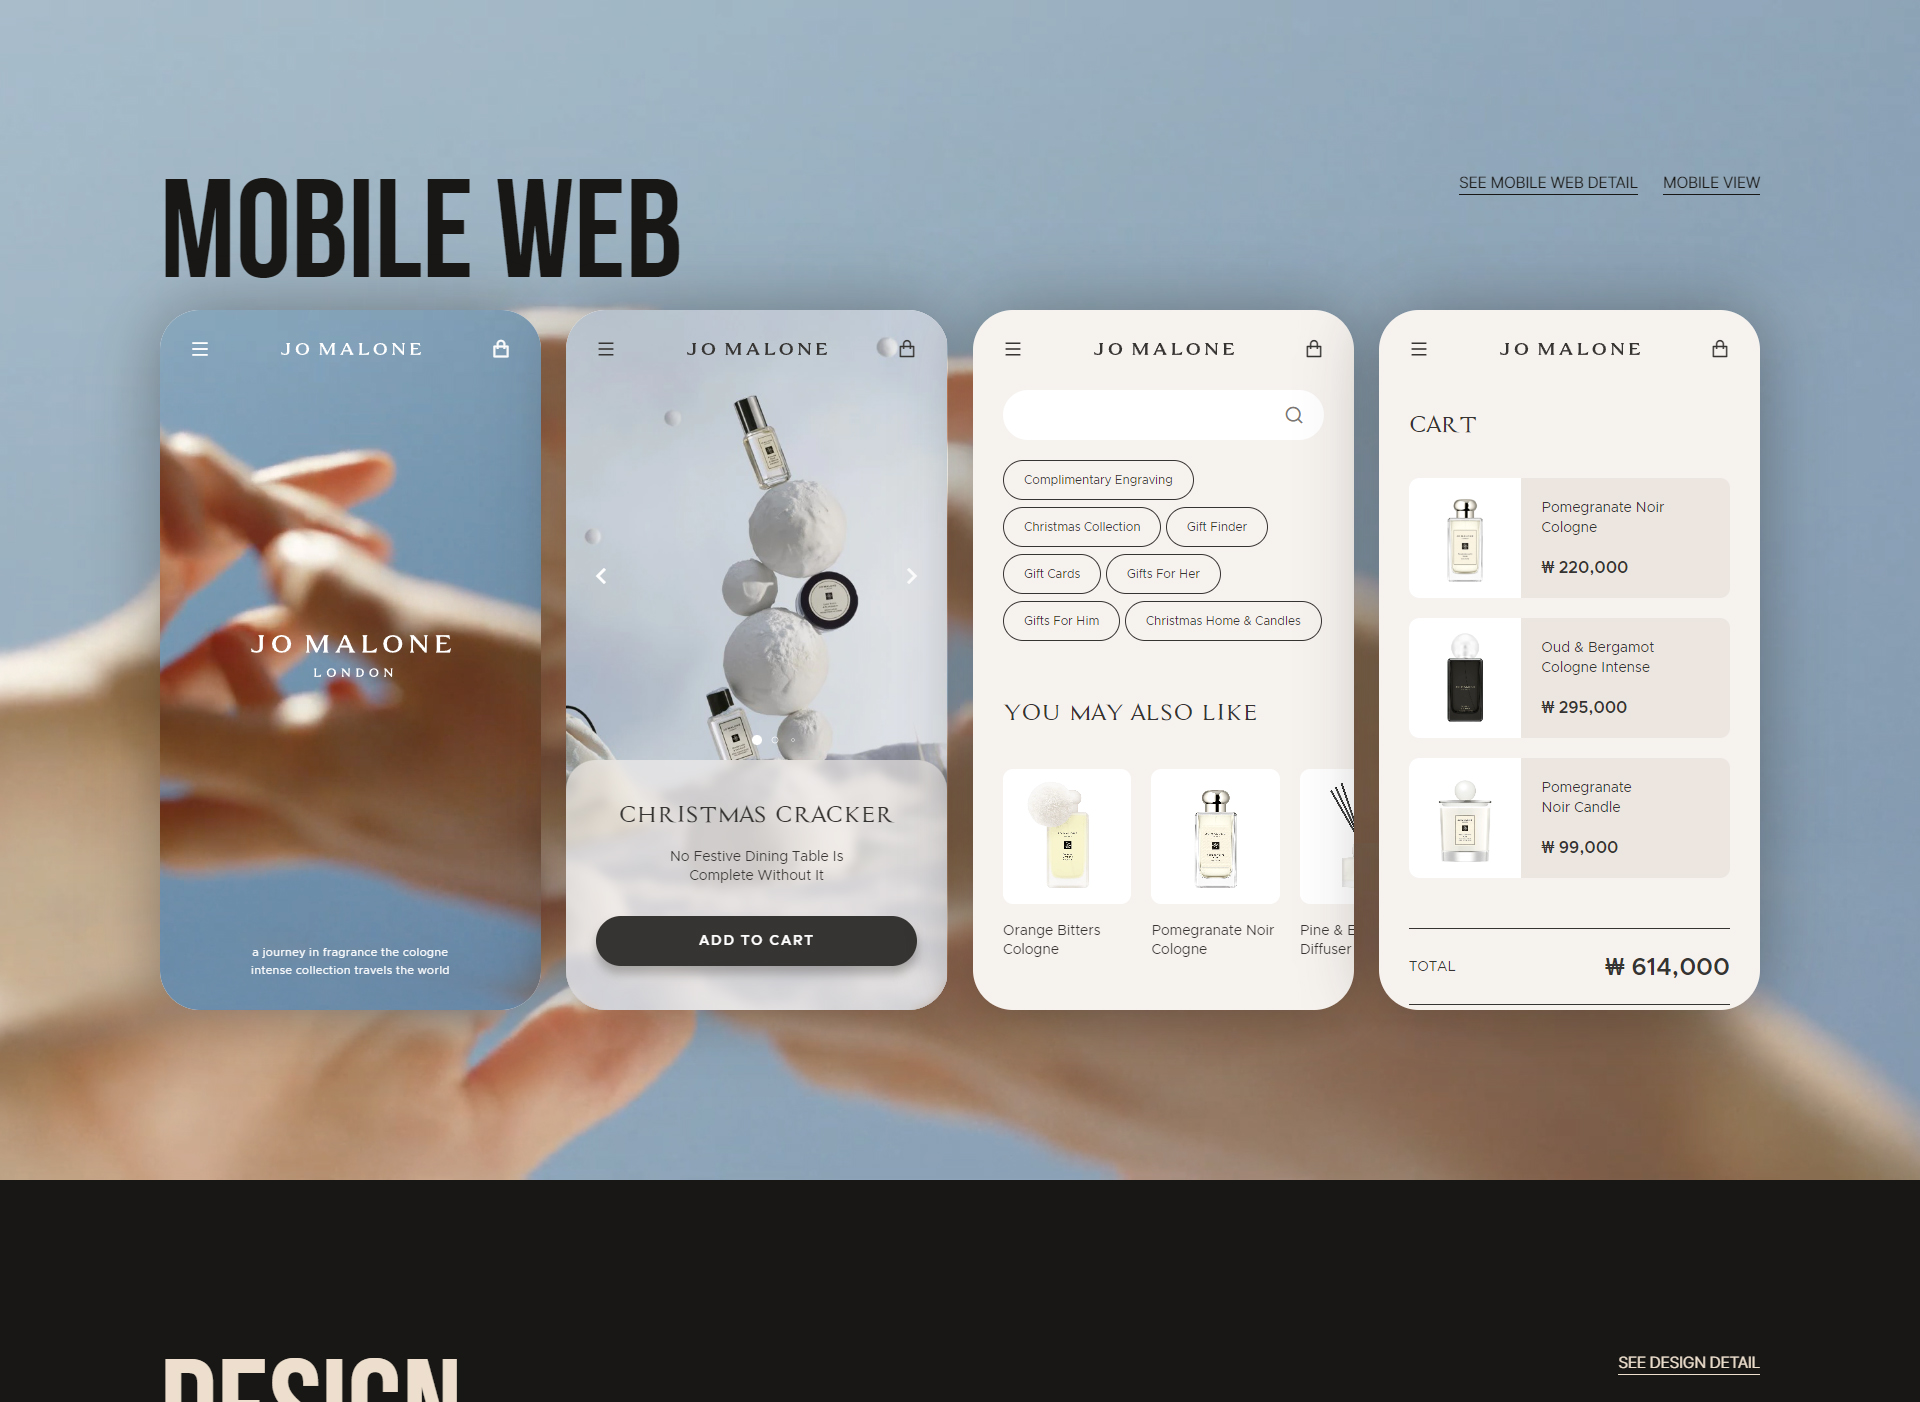 MOBILE WEB
SEE MOBILE WEB DETAIL
MOBILE VIEW
JO MALONE
JO MALONE
LONDON
a journey in fragrance the cologne
intense collection travels the world
JO MALONE
CHRISTMAS CRACKER
No Festive Dining Table Is
Complete Without It
ADD TO CART
JO MALONE
Complimentary Engraving
Christmas Collection
Gift Finder
Gift Cards
Gifts For Her
Gifts For Him
Christmas Home & Candles
YOU MAY ALSO LIKE
Orange Bitters
Cologne
Pomegranate Noir
Cologne
Pine & E
Diffuser
JO MALONE
CART
Pomegranate Noir
Cologne
₩ 220,000
Oud & Bergamot
Cologne Intense
₩ 295,000
Pomegranate
Noir Candle
₩ 99,000
TOTAL
₩ 614,000
DESIGN
SEE DESIGN DETAIL